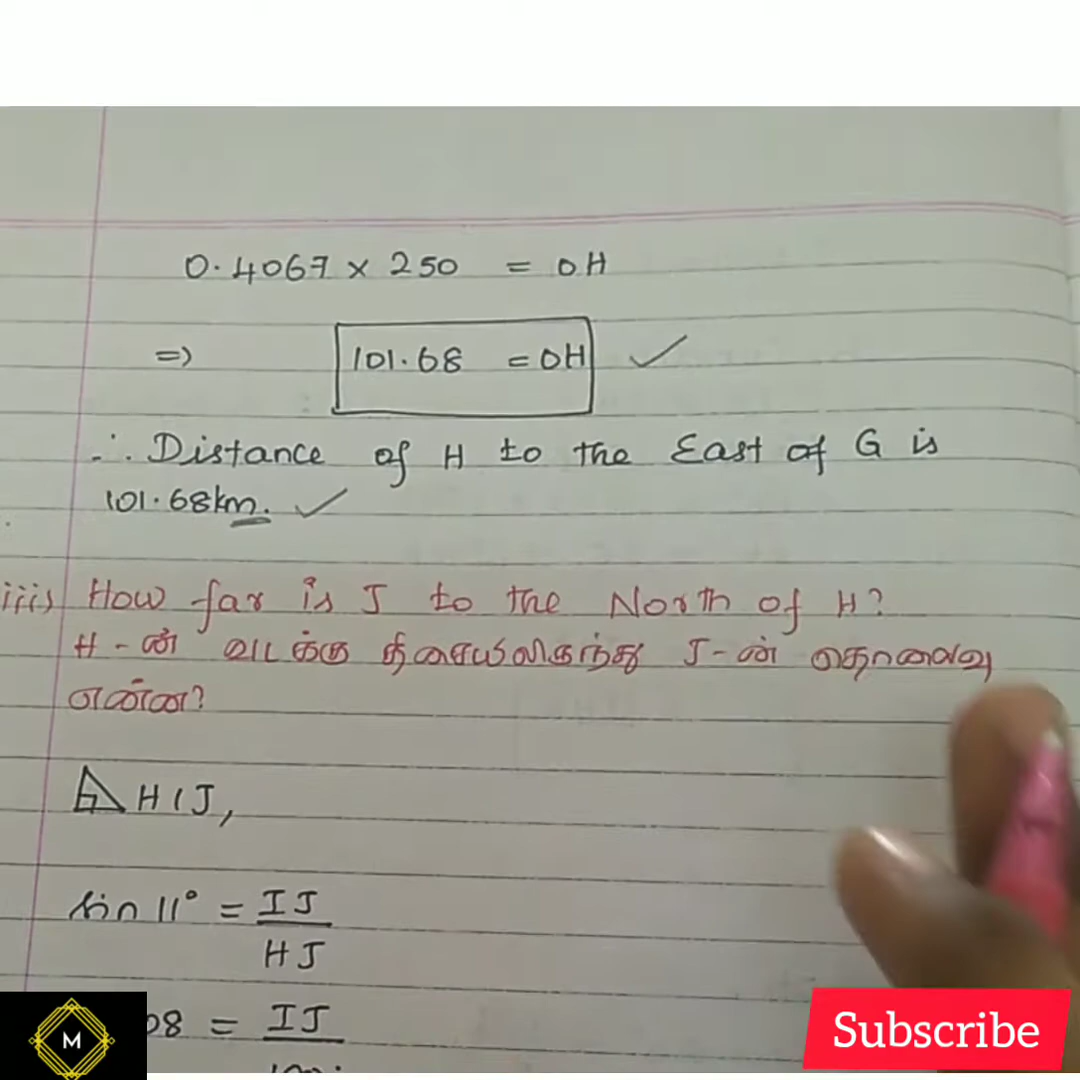 0.4067 × 250 = OH
⇒ 101.68 = OH ✓
∴ Distance of H to the East of G is
101.68km. ✓
iii) How far is J to the North of H?
H-ன் வடக்கு திசையிலிருந்து J-ன் தொலைவு
என்ன?
HIJ,
sin 11° = IJ
HJ
08 = IJ
M
Subscribe